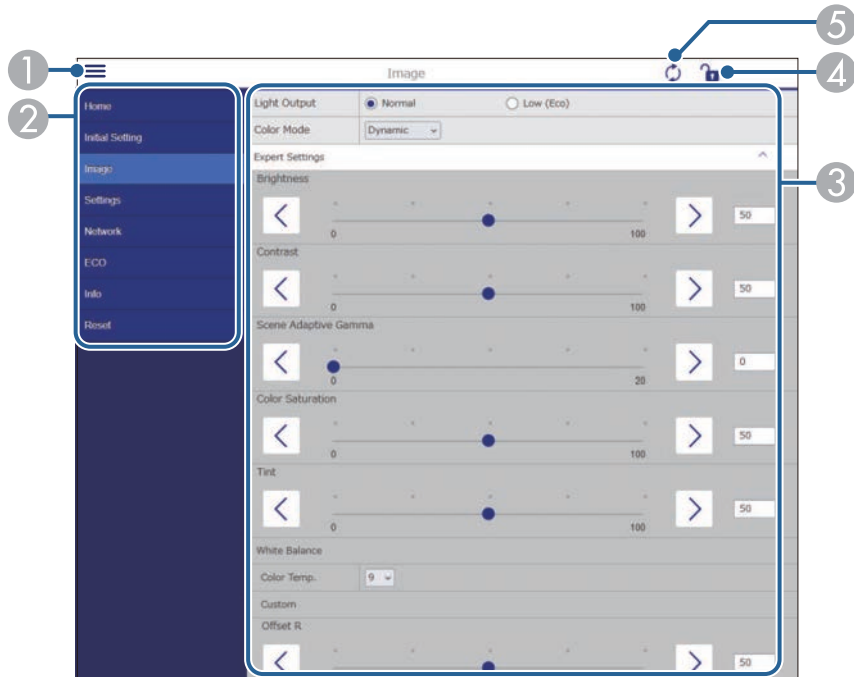 5
1
Image
4
2
Home
Initial Setting
Image
Settings
Network
ECO
Info
Reset
Light Output
Normal
Low (Eco)
Color Mode
Dynamic
Expert Settings
3
Brightness
50
0
100
Contrast
50
0
100
Scene Adaptive Gamma
0
0
20
Color Saturation
50
0
100
Tint
50
0
100
White Balance
Color Temp.
9
Custom
Offset R
50